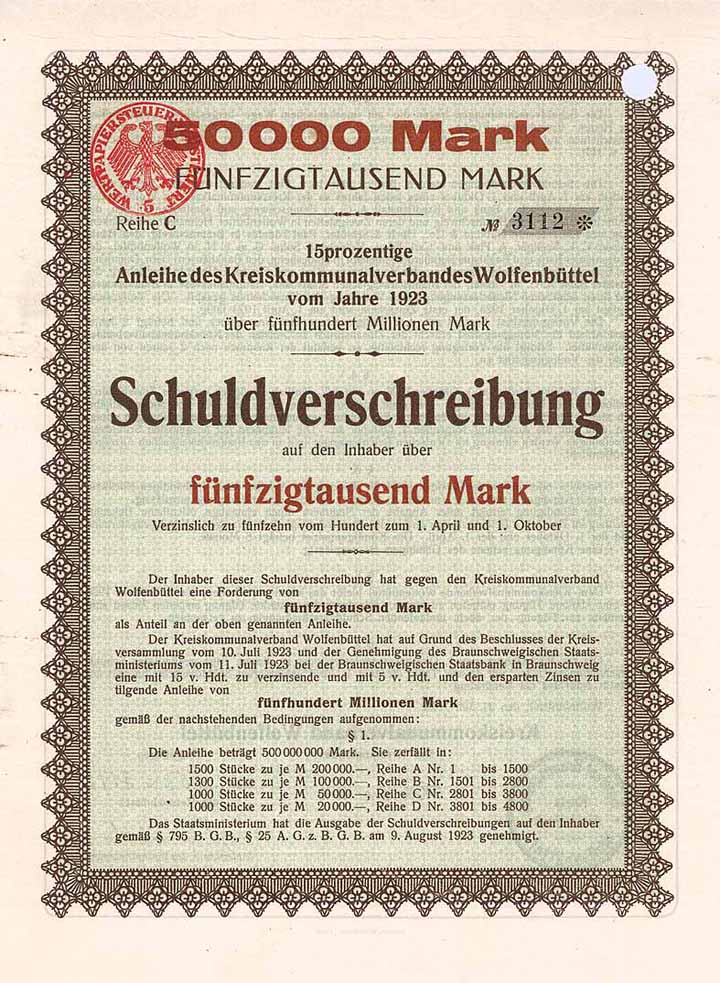 50000 Mark
FÜNFZIGTAUSEND MARK
WERTPAPIERSTEUER
5
Reihe C
№ 3112 *
15prozentige
Anleihe des Kreiskommunalverbandes Wolfenbüttel
vom Jahre 1923
über fünfhundert Millionen Mark
Schuldverschreibung
auf den Inhaber über
fünfzigtausend Mark
Verzinslich zu fünfzehn vom Hundert zum 1. April und 1. Oktober
Der Inhaber dieser Schuldverschreibung hat gegen den Kreiskommunalverband
Wolfenbüttel eine Forderung von
fünfzigtausend Mark
als Anteil an der oben genannten Anleihe.
Der Kreiskommunalverband Wolfenbüttel hat auf Grund des Beschlusses der Kreis-
versammlung vom 10. Juli 1923 und der Genehmigung des Braunschweigischen Staats-
ministeriums vom 11. Juli 1923 bei der Braunschweigischen Staatsbank in Braunschweig
eine mit 15 v. Hdt. zu verzinsende und mit 5 v. Hdt. und den ersparten Zinsen zu
tilgende Anleihe von
fünfhundert Millionen Mark
gemäß der nachstehenden Bedingungen aufgenommen:
§ 1.
Die Anleihe beträgt 500 000 000 Mark. Sie zerfällt in:
1500 Stücke zu je M 200 000.—, Reihe A Nr. 1 bis 1500
1300 Stücke zu je M 100 000.—, Reihe B Nr. 1501 bis 2800
1000 Stücke zu je M 50 000.—, Reihe C Nr. 2801 bis 3800
1000 Stücke zu je M 20 000.—, Reihe D Nr. 3801 bis 4800
Das Staatsministerium hat die Ausgabe der Schuldverschreibungen auf den Inhaber
gemäß § 795 B. G. B., § 25 A. G. z. B. G. B. am 9. August 1923 genehmigt.